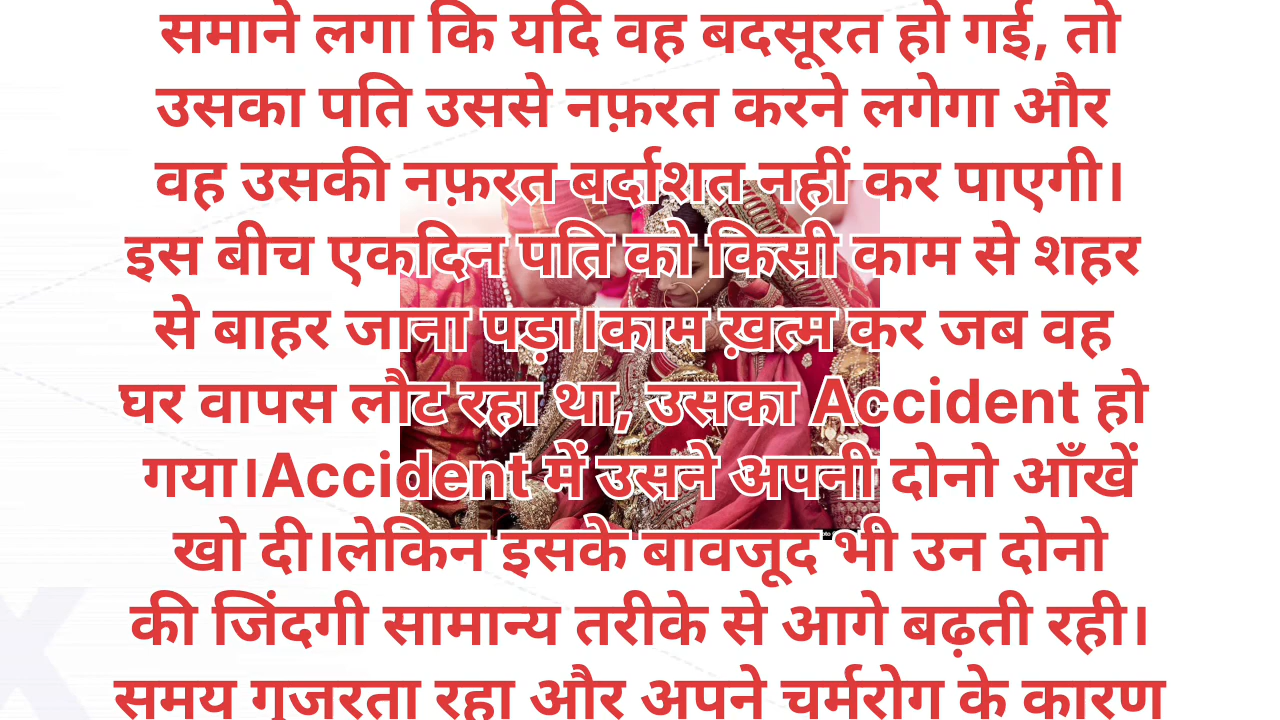 समाने लगा कि यदि वह बदसूरत हो गई, तो
उसका पति उससे नफ़रत करने लगेगा और
वह उसकी नफ़रत बर्दाशत नहीं कर पाएगी।
इस बीच एकदिन पति को किसी काम से शहर
से बाहर जाना पड़ा।काम ख़त्म कर जब वह
घर वापस लौट रहा था, उसका Accident हो
गया।Accident में उसने अपनी दोनो आँखें
खो दी।लेकिन इसके बावजूद भी उन दोनो
की जिंदगी सामान्य तरीके से आगे बढ़ती रही।
समय गुजरता रहा और अपने चर्मरोग के कारण